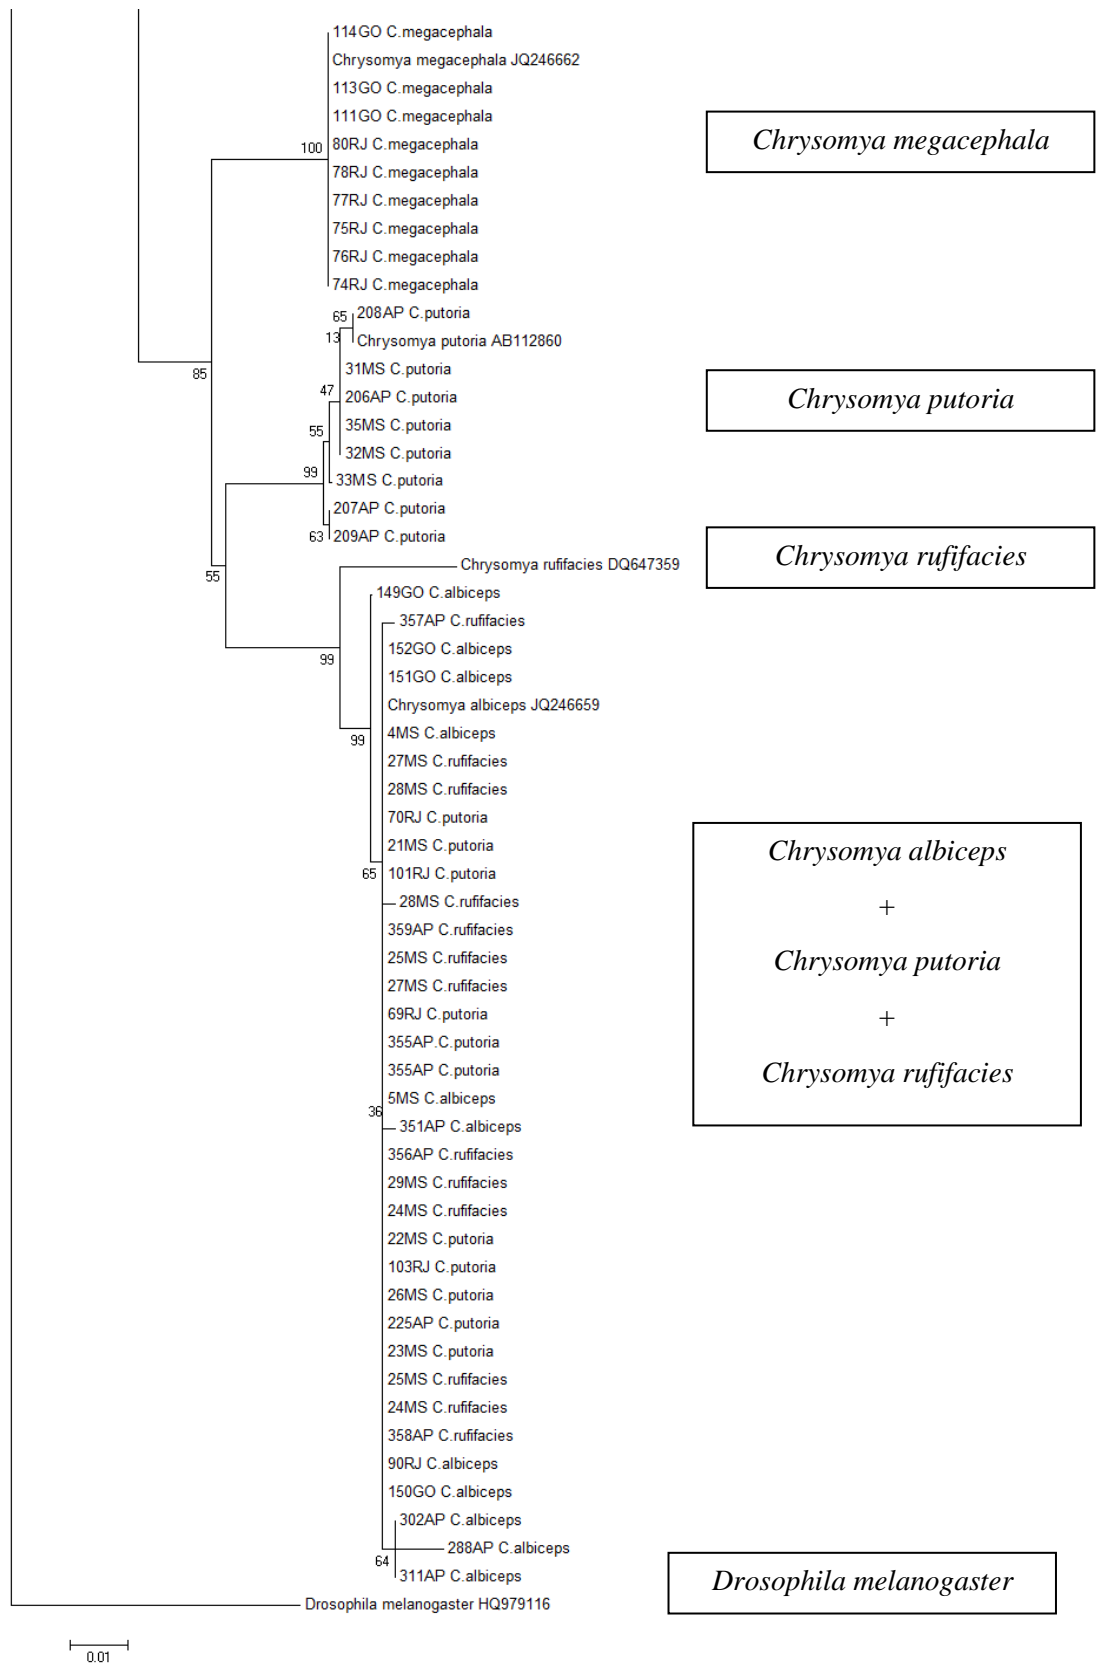 114GO C.megacephala
Chrysomya megacephala JQ246662
113GO C.megacephala
111GO C.megacephala
80RJ C.megacephala
78RJ C.megacephala
77RJ C.megacephala
75RJ C.megacephala
76RJ C.megacephala
74RJ C.megacephala
100
Chrysomya megacephala
208AP C.putoria
65
Chrysomya putoria AB112860
13
31MS C.putoria
85
206AP C.putoria
47
35MS C.putoria
55
32MS C.putoria
33MS C.putoria
99
207AP C.putoria
209AP C.putoria
63
Chrysomya putoria
Chrysomya rufifacies DQ647359
Chrysomya rufifacies
55
149GO C.albiceps
357AP C.rufifacies
152GO C.albiceps
99
151GO C.albiceps
Chrysomya albiceps JQ246659
4MS C.albiceps
99
27MS C.rufifacies
28MS C.rufifacies
70RJ C.putoria
21MS C.putoria
101RJ C.putoria
65
28MS C.rufifacies
359AP C.rufifacies
25MS C.rufifacies
27MS C.rufifacies
69RJ C.putoria
355AP.C.putoria
355AP C.putoria
5MS C.albiceps
36
351AP C.albiceps
356AP C.rufifacies
29MS C.rufifacies
24MS C.rufifacies
22MS C.putoria
103RJ C.putoria
26MS C.putoria
225AP C.putoria
23MS C.putoria
25MS C.rufifacies
24MS C.rufifacies
358AP C.rufifacies
90RJ C.albiceps
150GO C.albiceps
302AP C.albiceps
288AP C.albiceps
64
311AP C.albiceps
Chrysomya albiceps
+
Chrysomya putoria
+
Chrysomya rufifacies
Drosophila melanogaster HQ979116
Drosophila melanogaster
0.01